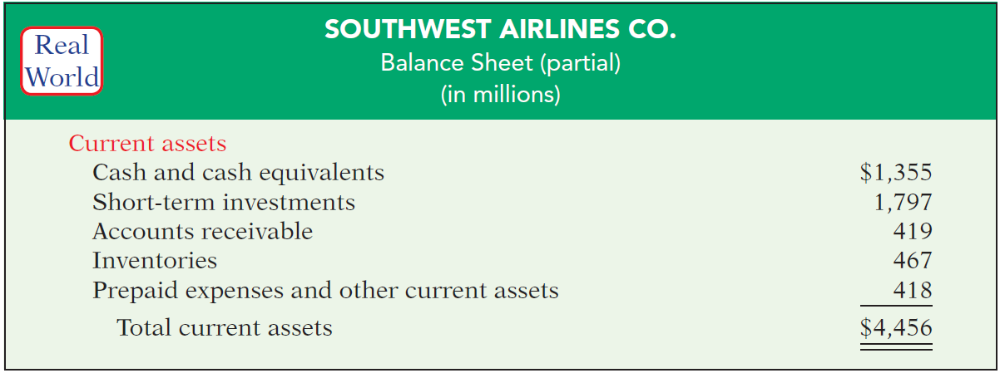 Real
World
SOUTHWEST AIRLINES CO.
Balance Sheet (partial)
(in millions)
Current assets
Cash and cash equivalents $1,355
Short-term investments 1,797
Accounts receivable 419
Inventories 467
Prepaid expenses and other current assets 418
Total current assets $4,456